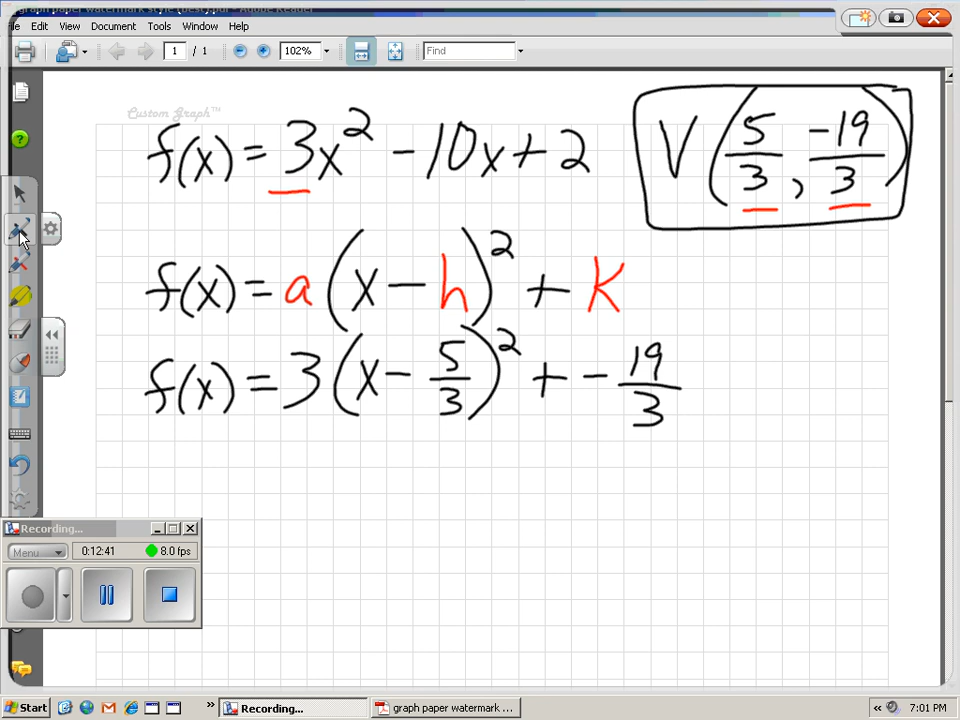 Edit View Document Tools Window Help
1 / 1 102% Find
Custom Graph™
f(x) = 3x² - 10x + 2
V (5/3, -19/3)
f(x) = a(x - h)² + k
f(x) = 3(x - 5/3)² + - 19/3
Recording...
Menu 0:12:41 8.0 fps
Start » Recording... graph paper watermark ... « 7:01 PM